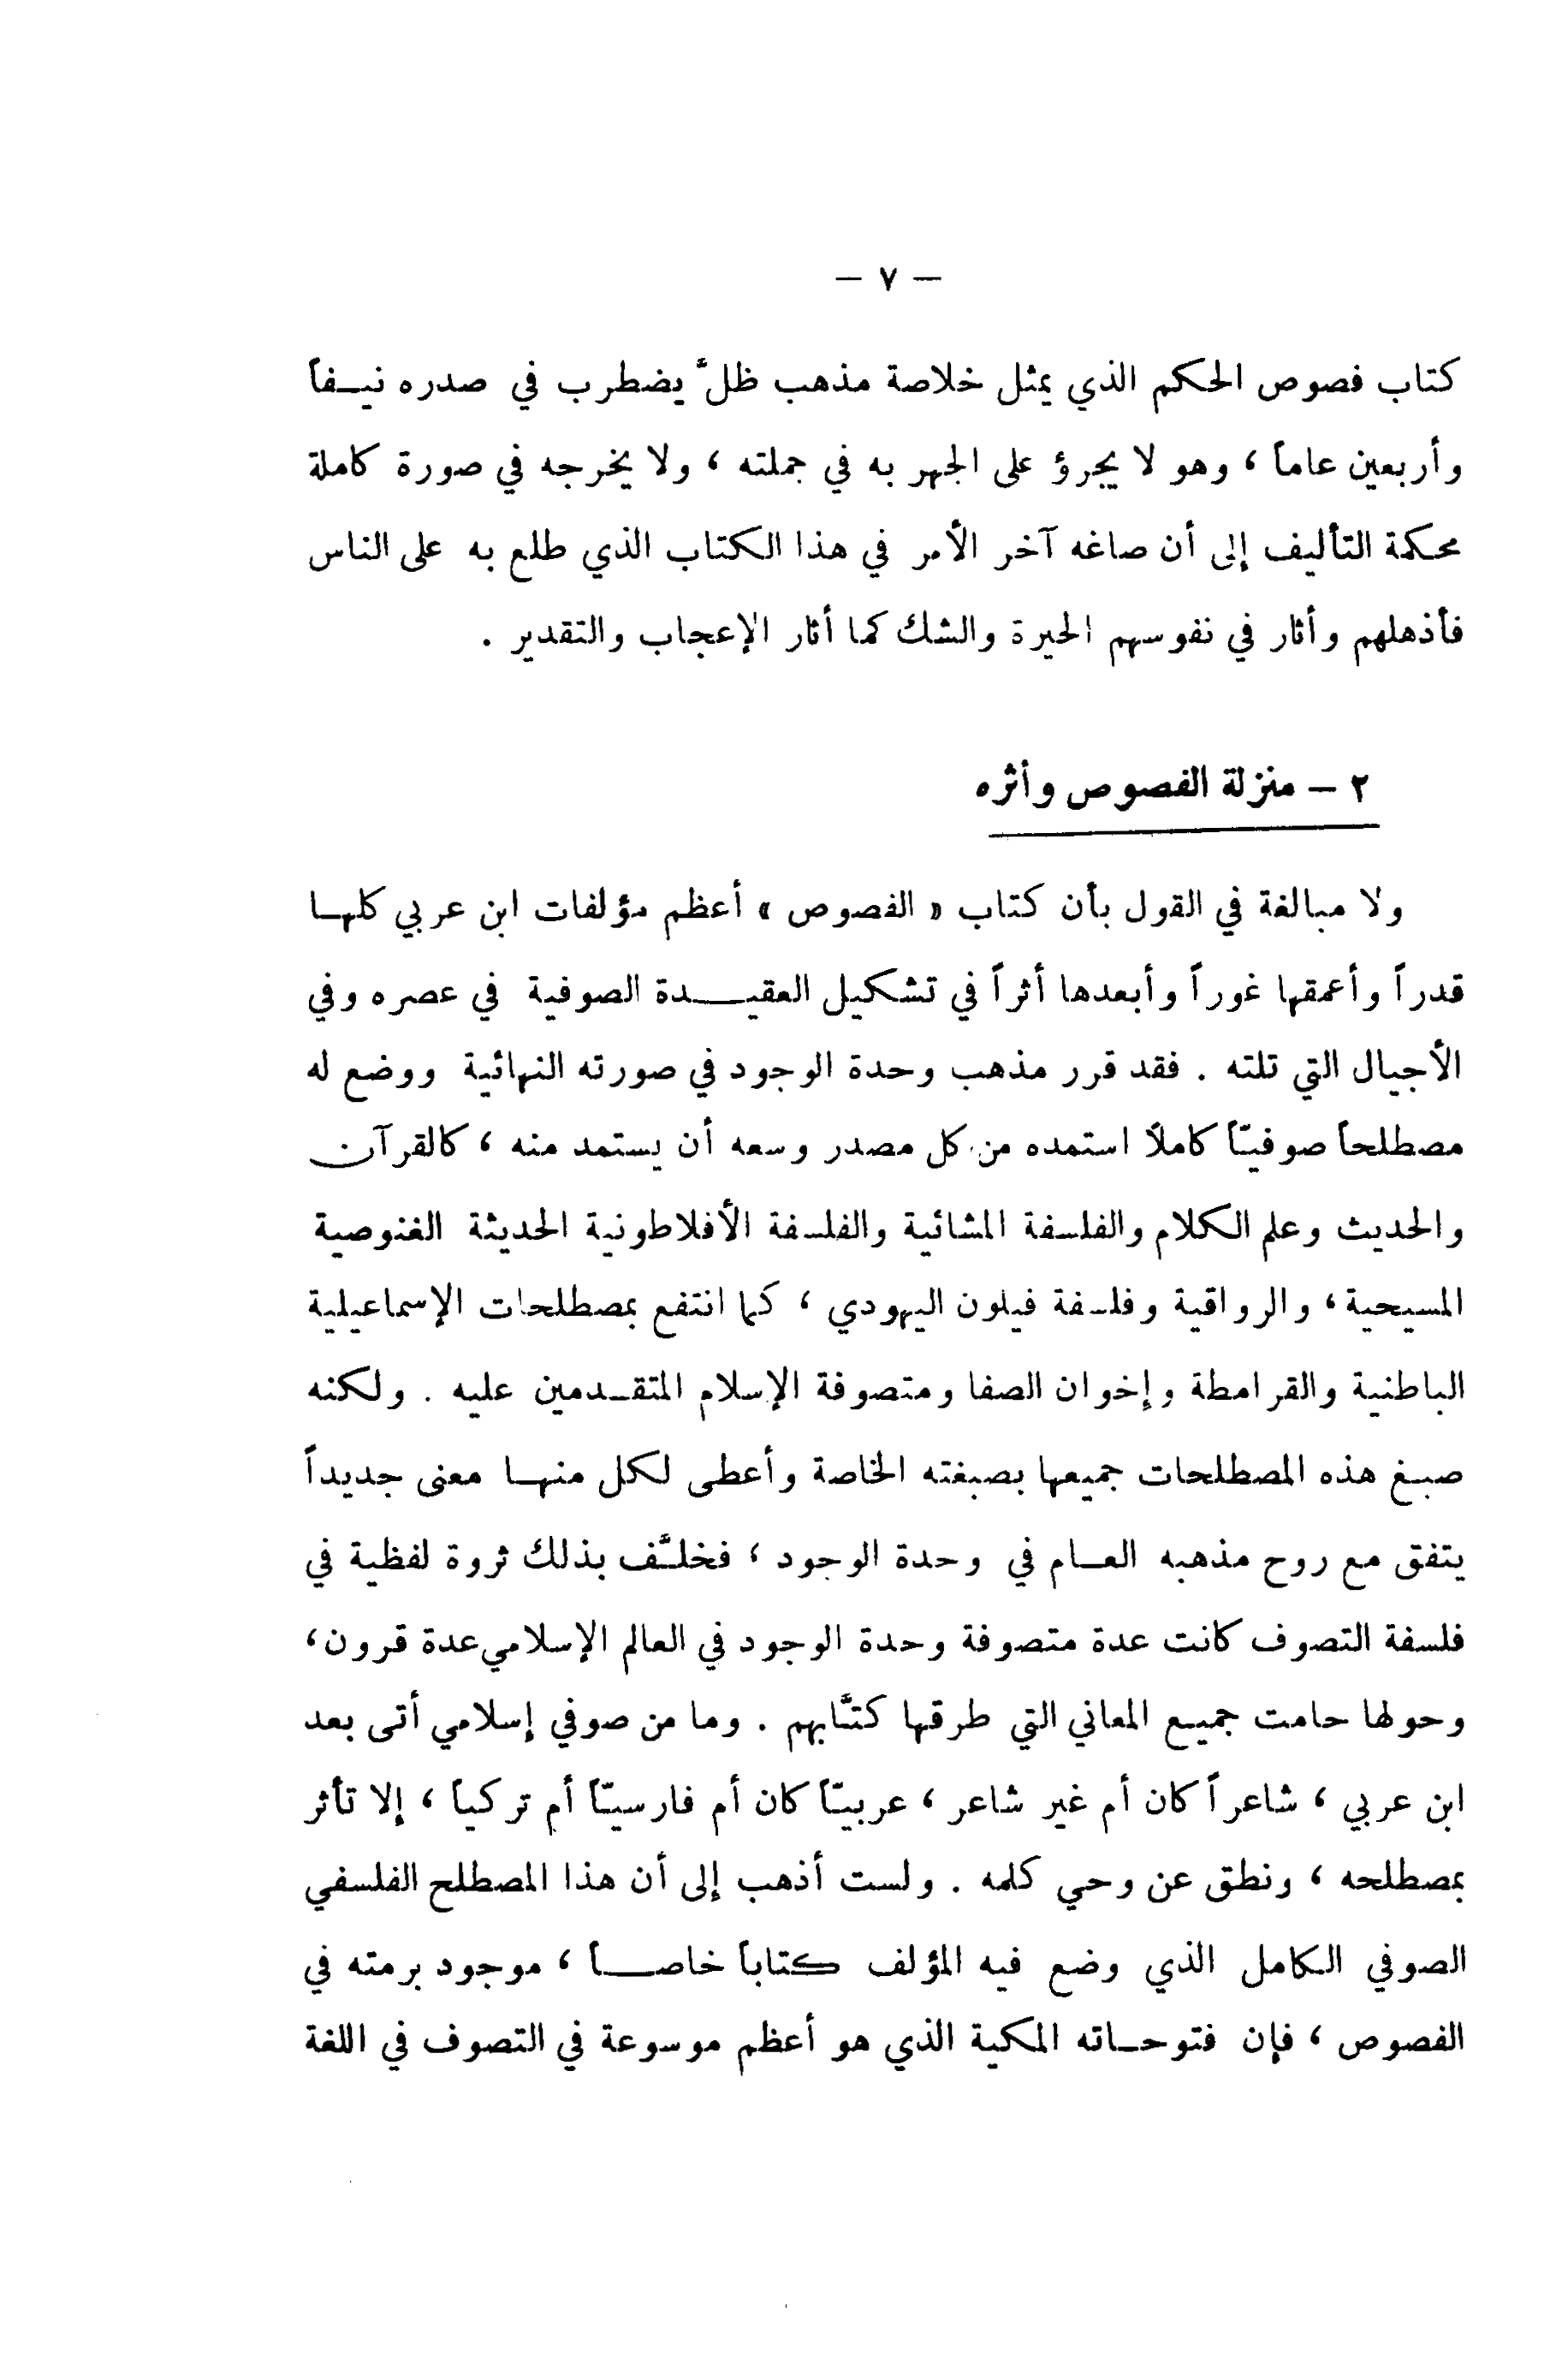 — ٧ —
كتاب فصوص الحكم الذي يمثل خلاصة مذهب ظلَّ يضطرب في صدره نيفاً
وأربعين عاماً ، وهو لا يجرؤ على الجهر به في جملته ، ولا يخرجه في صورة كاملة
محكمة التأليف إلى أن صاغه آخر الأمر في هذا الكتاب الذي طلع به على الناس
فأذهلهم وأثار في نفوسهم الحيرة والشك كما أثار الإعجاب والتقدير .
٢ – منزلة الفصوص وأثره
ولا مبالغة في القول بأن كتاب « الفصوص » أعظم مؤلفات ابن عربي كلها
قدراً وأعمقها غوراً وأبعدها أثراً في تشكيل العقيدة الصوفية في عصره وفي
الأجيال التي تلته . فقد قرر مذهب وحدة الوجود في صورته النهائية ووضع له
مصطلحاً صوفيّاً كاملاً استمده من كل مصدر وسعه أن يستمد منه ، كالقرآن
والحديث وعلم الكلام والفلسفة المشائية والفلسفة الأفلاطونية الحديثة الغنوصية
المسيحية ، والرواقية وفلسفة فيلون اليهودي ، كما انتفع بمصطلحات الإسماعيلية
الباطنية والقرامطة وإخوان الصفا ومتصوفة الإسلام المتقدمين عليه . ولكنه
صبغ هذه المصطلحات جميعها بصبغته الخاصة وأعطى لكل منها معنى جديداً
يتفق مع روح مذهبه العام في وحدة الوجود ، فخلَّف بذلك ثروة لفظية في
فلسفة التصوف كانت عدة متصوفة وحدة الوجود في العالم الإسلامي عدة قرون ،
وحولها حامت جميع المعاني التي طرقها كتَّابهم . وما من صوفي إسلامي أتى بعد
ابن عربي ، شاعراً كان أم غير شاعر ، عربيّاً كان أم فارسيّاً أم تركياً ، إلا تأثر
بمصطلحه ، ونطق عن وحي كلمه . ولست أذهب إلى أن هذا المصطلح الفلسفي
الصوفي الكامل الذي وضع فيه المؤلف كتاباً خاصاً ، موجود برمته في
الفصوص ، فإن فتوحاته المكية الذي هو أعظم موسوعة في التصوف في اللغة